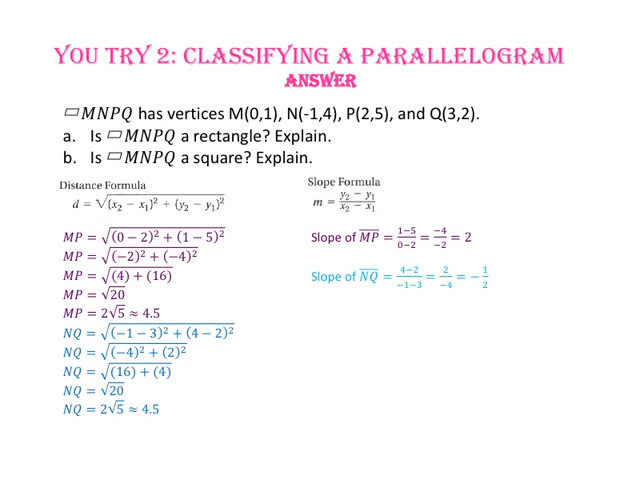 YOU TRY 2: CLASSIFYING A PARALLELOGRAM
ANSWER
▱MNPQ has vertices M(0,1), N(-1,4), P(2,5), and Q(3,2).
a. Is ▱MNPQ a rectangle? Explain.
b. Is ▱MNPQ a square? Explain.
Distance Formula
d = √((x₂ − x₁)² + (y₂ − y₁)²)
MP = √((0 − 2)² + (1 − 5)²)
MP = √((−2)² + (−4)²)
MP = √((4) + (16))
MP = √20
MP = 2√5 ≈ 4.5
NQ = √((−1 − 3)² + (4 − 2)²)
NQ = √((−4)² + (2)²)
NQ = √((16) + (4))
NQ = √20
NQ = 2√5 ≈ 4.5
Slope Formula
m = (y₂ − y₁)/(x₂ − x₁)
Slope of M̅P̅ = (1−5)/(0−2) = (−4)/(−2) = 2
Slope of N̅Q̅ = (4−2)/(−1−3) = 2/(−4) = −1/2